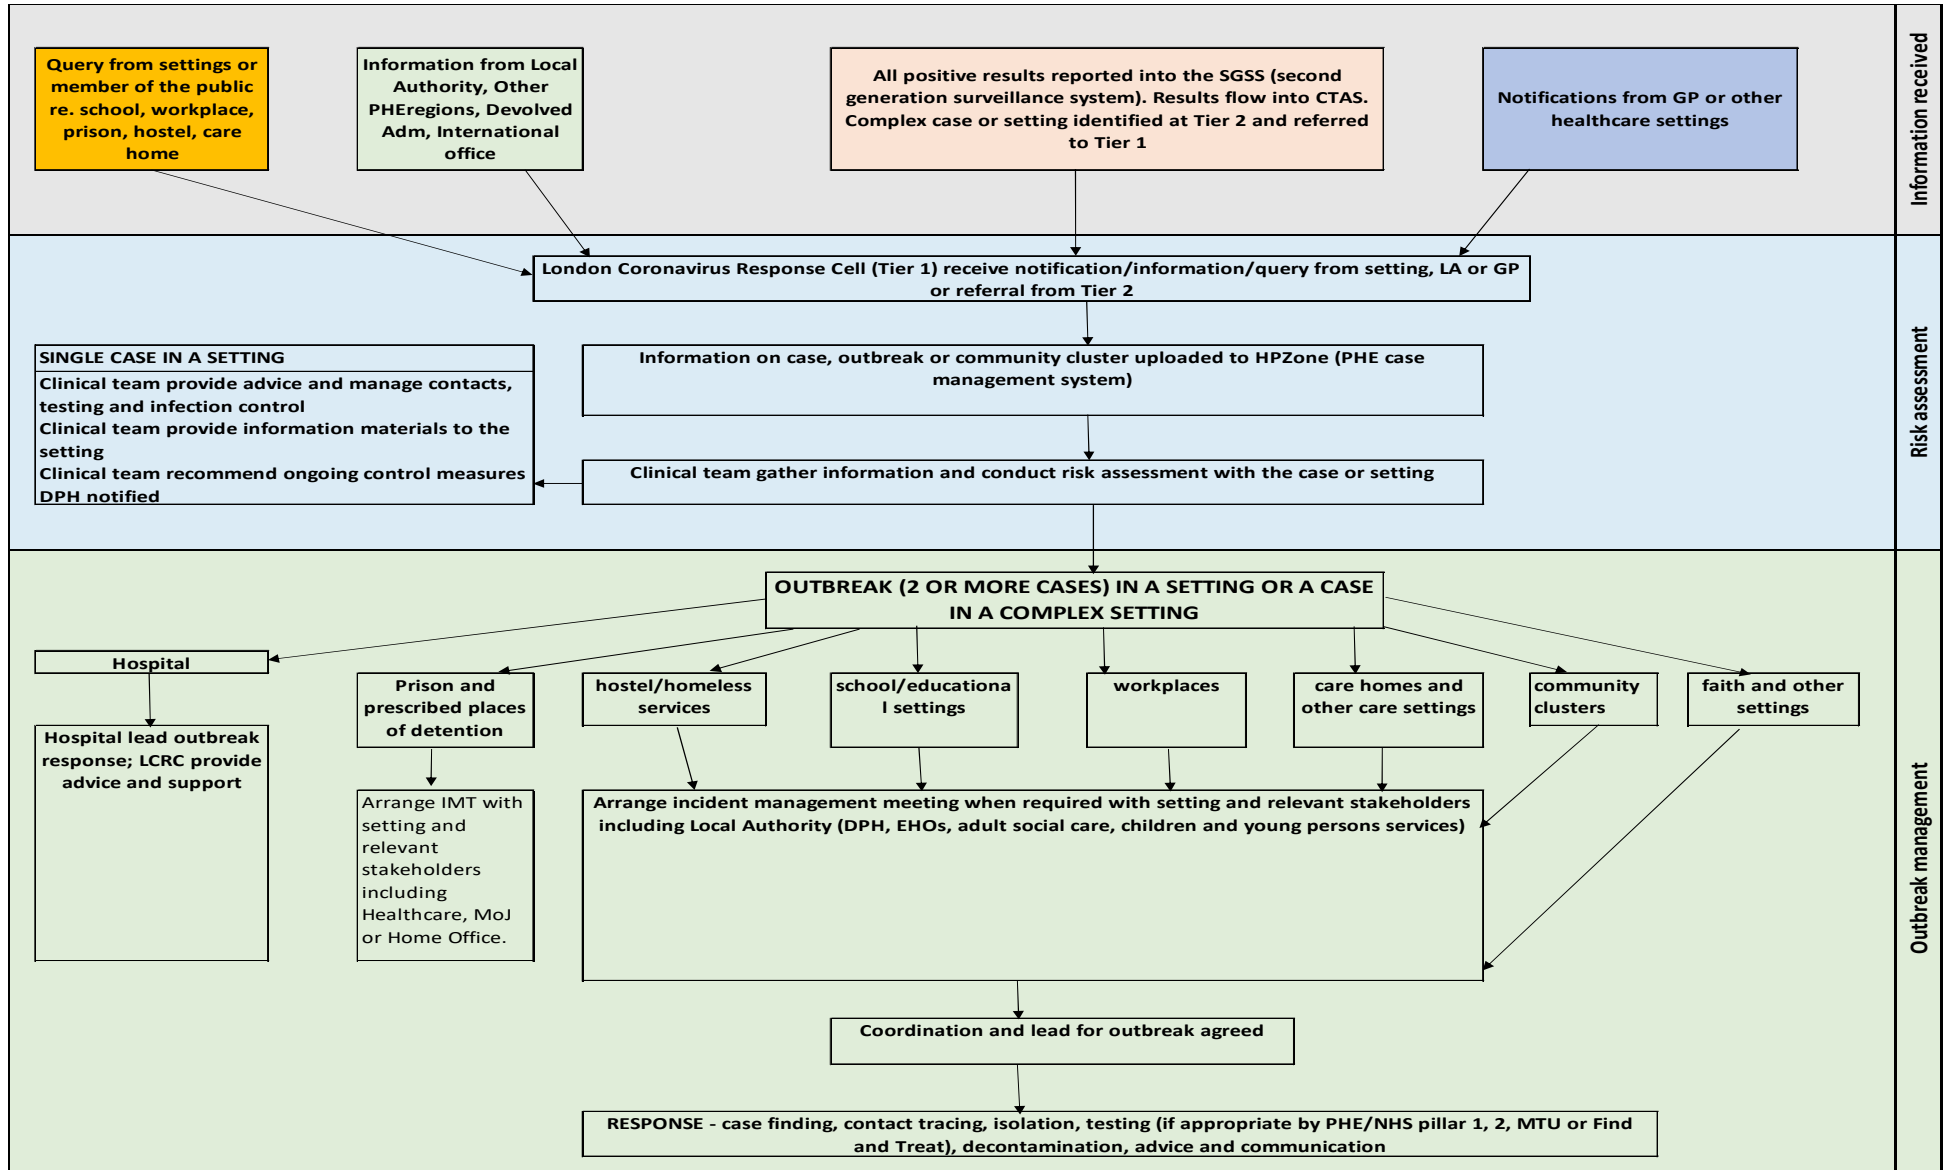 Query from settings or
member of the public
re. school, workplace,
prison, hostel, care
home
Information from Local
Authority, Other
PHEregions, Devolved
Adm, International
office
All positive results reported into the SGSS (second
generation surveillance system). Results flow into CTAS.
Complex case or setting identified at Tier 2 and referred
to Tier 1
Notifications from GP or other
healthcare settings
Information received
London Coronavirus Response Cell (Tier 1) receive notification/information/query from setting, LA or GP
or referral from Tier 2
SINGLE CASE IN A SETTING
Clinical team provide advice and manage contacts,
testing and infection control
Clinical team provide information materials to the
setting
Clinical team recommend ongoing control measures
DPH notified
Information on case, outbreak or community cluster uploaded to HPZone (PHE case
management system)
Clinical team gather information and conduct risk assessment with the case or setting
Risk assessment
OUTBREAK (2 OR MORE CASES) IN A SETTING OR A CASE
IN A COMPLEX SETTING
Hospital
Prison and
prescribed places
of detention
hostel/homeless
services
school/educationa
l settings
workplaces
care homes and
other care settings
community
clusters
faith and other
settings
Hospital lead outbreak
response; LCRC provide
advice and support
Arrange IMT with
setting and
relevant
stakeholders
including
Healthcare, MoJ
or Home Office.
Arrange incident management meeting when required with setting and relevant stakeholders
including Local Authority (DPH, EHOs, adult social care, children and young persons services)
Coordination and lead for outbreak agreed
RESPONSE - case finding, contact tracing, isolation, testing (if appropriate by PHE/NHS pillar 1, 2, MTU or Find
and Treat), decontamination, advice and communication
Outbreak management